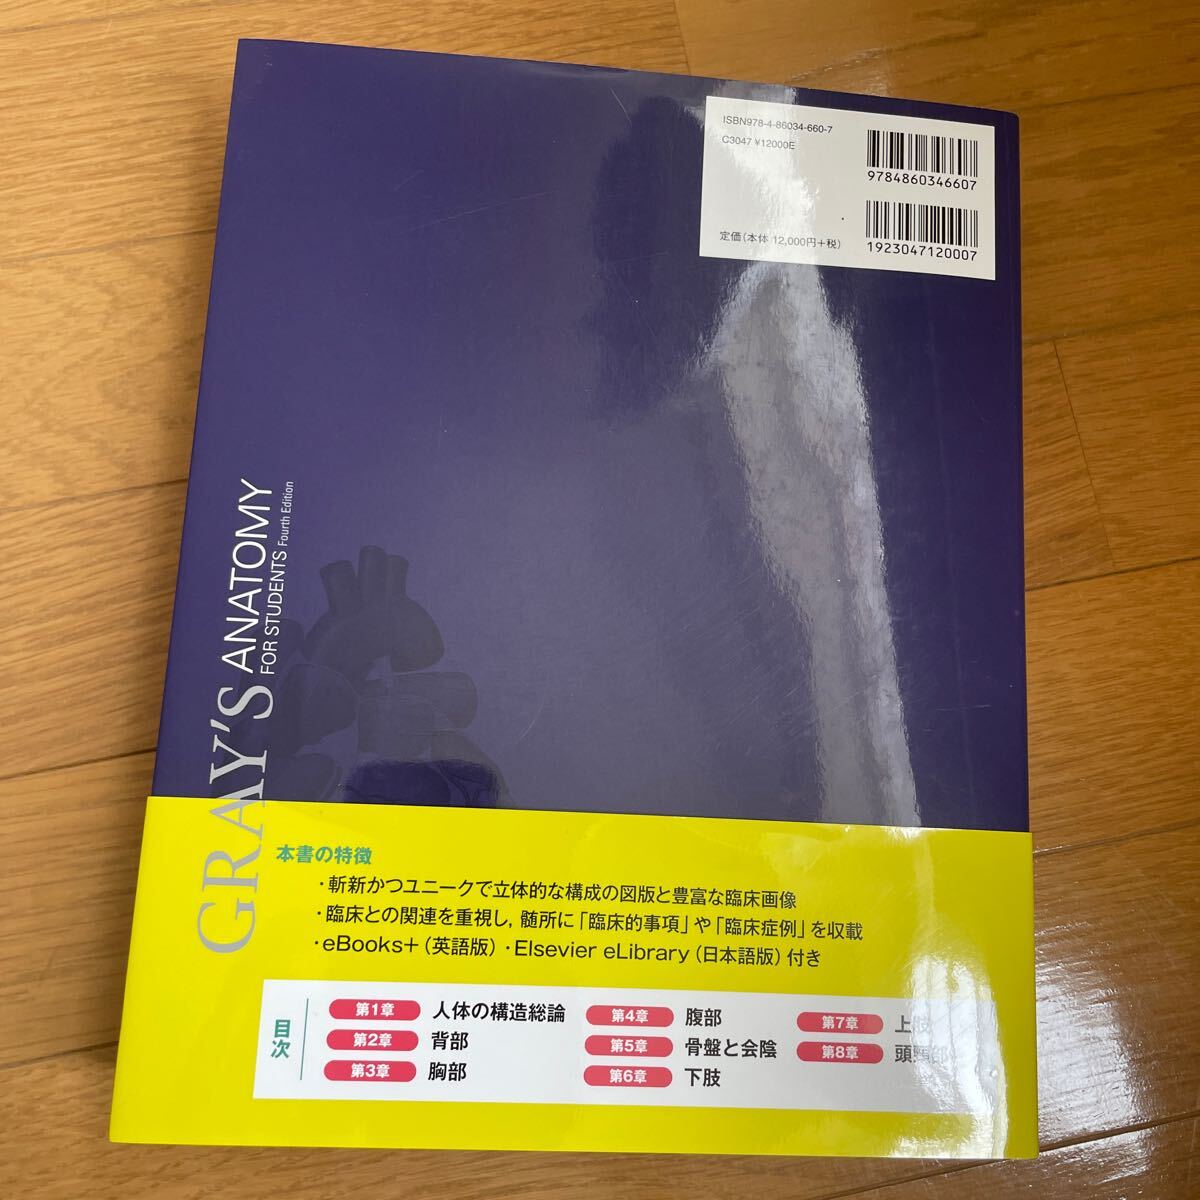 ISBN978-4-86034-660-7
C3047 ¥12000E
9784860346607
定価(本体 12,000円+税)
1923047120007
GRAY'S ANATOMY
FOR STUDENTS Fourth Edition
本書の特徴
・斬新かつユニークで立体的な構成の図版と豊富な臨床画像
・臨床との関連を重視し,随所に「臨床的事項」や「臨床症例」を収載
・eBooks+(英語版)・Elsevier eLibrary(日本語版)付き
目次
第1章 人体の構造総論
第2章 背部
第3章 胸部
第4章 腹部
第5章 骨盤と会陰
第6章 下肢
第7章 上肢
第8章 頭頸部